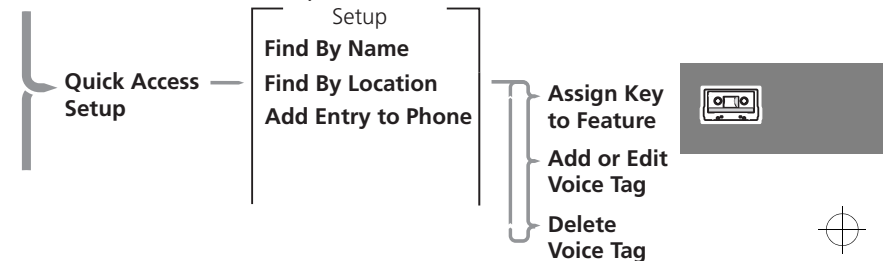 Setup
Find By Name
Quick Access
Setup
Find By Location
Add Entry to Phone
Assign Key
to Feature
Add or Edit
Voice Tag
Delete
Voice Tag